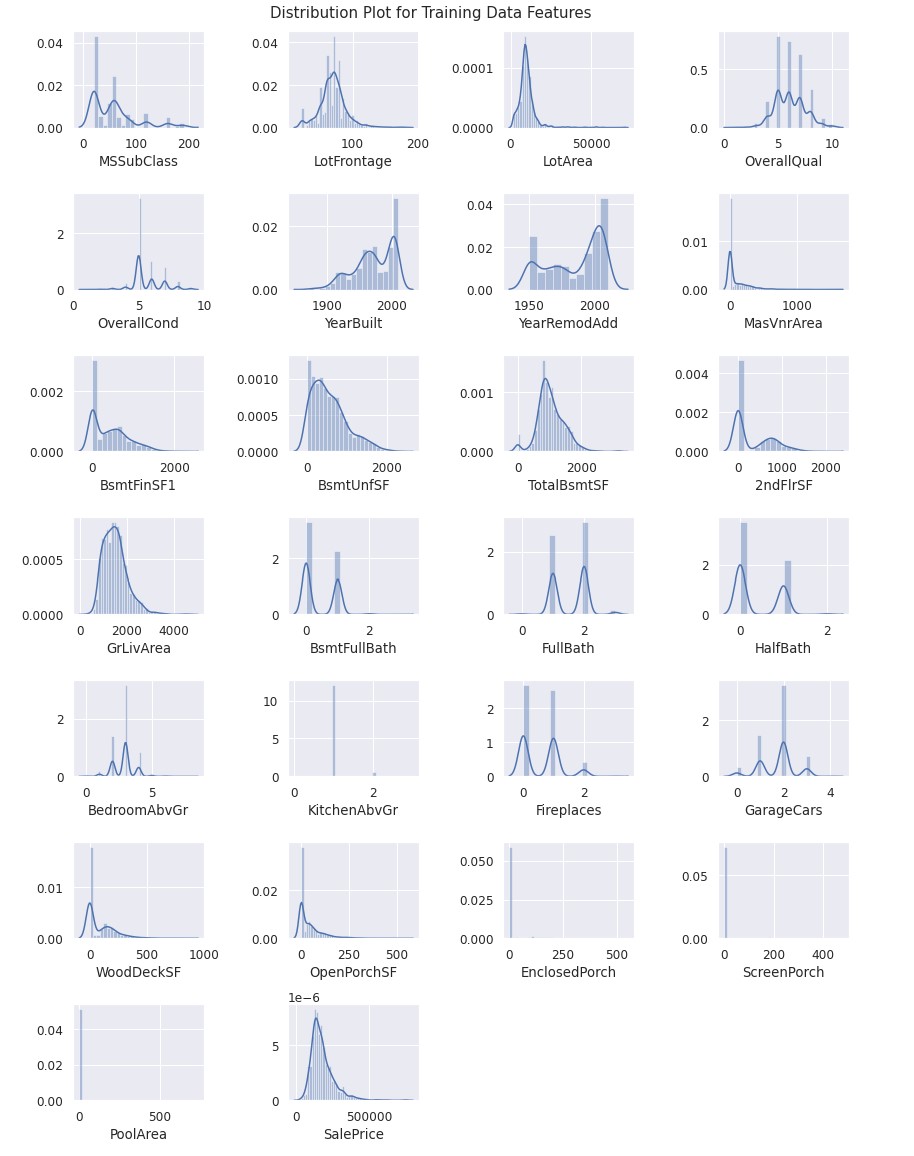 Distribution Plot for Training Data Features
0.04
0.02
0.00
0 100 200
MSSubClass
0.04
0.02
0.00
100 200
LotFrontage
0.0001
0.0000
0 50000
LotArea
0.5
0.0
0 5 10
OverallQual
2
0
0 5 10
OverallCond
0.02
0.00
1900 2000
YearBuilt
0.04
0.02
0.00
1950 2000
YearRemodAdd
0.01
0.00
0 1000
MasVnrArea
0.002
0.000
0 2000
BsmtFinSF1
0.0010
0.0005
0.0000
0 2000
BsmtUnfSF
0.001
0.000
0 2000
TotalBsmtSF
0.004
0.002
0.000
0 1000 2000
2ndFlrSF
0.0005
0.0000
0 2000 4000
GrLivArea
2
0
0 2
BsmtFullBath
2
0
0 2
FullBath
2
0
0 2
HalfBath
2
0
0 5
BedroomAbvGr
10
5
0
0 2
KitchenAbvGr
2
1
0
0 2
Fireplaces
2
0
0 2 4
GarageCars
0.01
0.00
0 500 1000
WoodDeckSF
0.02
0.00
0 250 500
OpenPorchSF
0.050
0.025
0.000
0 250 500
EnclosedPorch
0.05
0.00
0 200 400
ScreenPorch
0.04
0.02
0.00
0 500
PoolArea
1e−6
5
0
0 500000
SalePrice